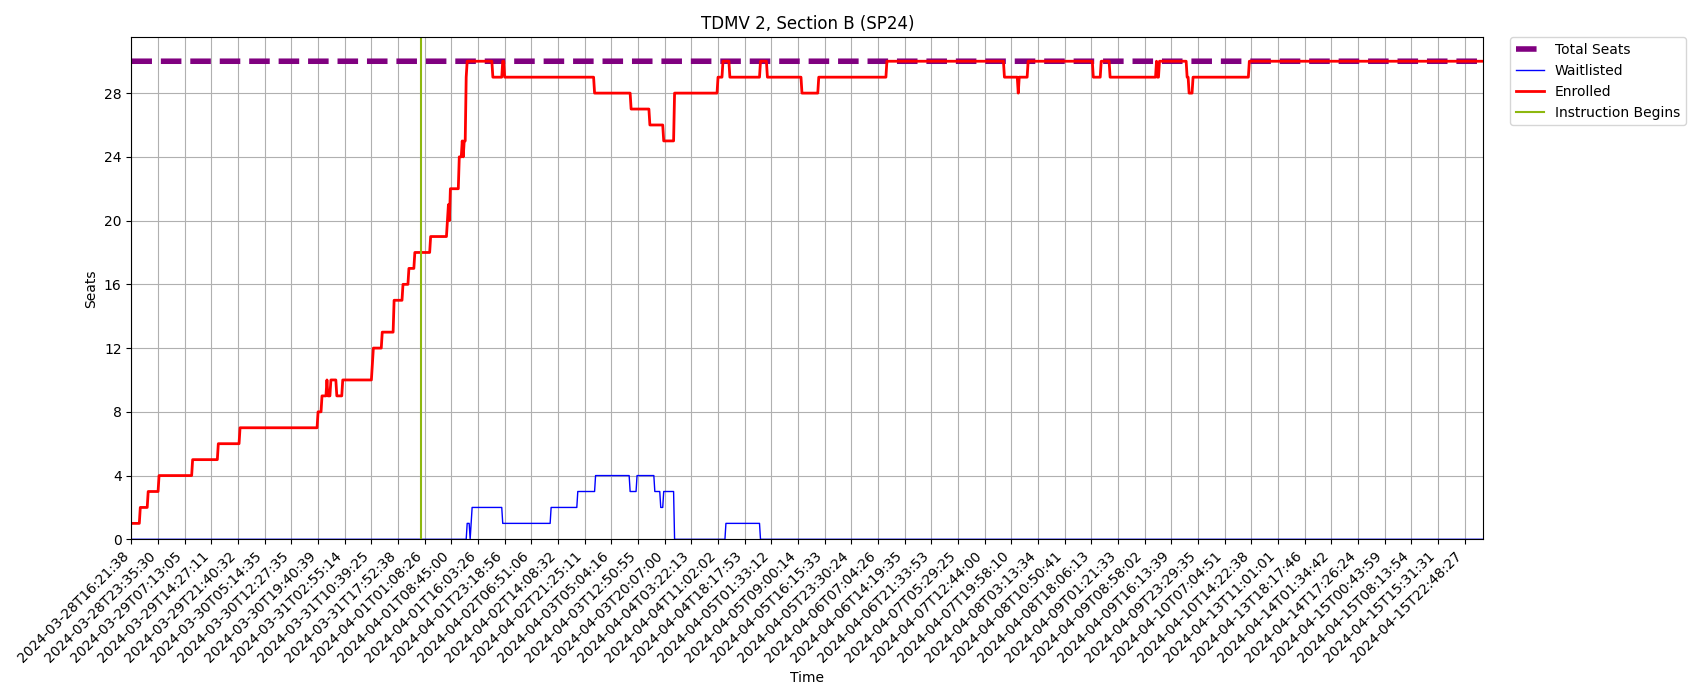 TDMV 2, Section B (SP24)
Total Seats
Waitlisted
Enrolled
Instruction Begins
Seats
28
24
20
16
12
8
4
0
2024-03-28T16:21:38
2024-03-28T23:35:30
2024-03-29T07:13:05
2024-03-29T14:27:11
2024-03-29T21:40:32
2024-03-30T05:14:35
2024-03-30T12:27:35
2024-03-30T19:40:39
2024-03-31T02:55:14
2024-03-31T10:39:25
2024-03-31T17:52:38
2024-04-01T01:08:26
2024-04-01T08:45:00
2024-04-01T16:03:26
2024-04-01T23:18:56
2024-04-02T06:51:06
2024-04-02T14:08:32
2024-04-02T21:25:11
2024-04-03T05:04:16
2024-04-03T12:50:55
2024-04-03T20:07:00
2024-04-04T03:22:13
2024-04-04T11:02:02
2024-04-04T18:17:53
2024-04-05T01:33:12
2024-04-05T09:00:14
2024-04-05T16:15:33
2024-04-05T23:30:24
2024-04-06T07:04:26
2024-04-06T14:19:35
2024-04-06T21:33:53
2024-04-07T05:29:25
2024-04-07T12:44:00
2024-04-07T19:58:10
2024-04-08T03:13:34
2024-04-08T10:50:41
2024-04-08T18:06:13
2024-04-09T01:21:33
2024-04-09T08:58:02
2024-04-09T16:13:39
2024-04-09T23:29:35
2024-04-10T07:04:51
2024-04-10T14:22:38
2024-04-13T11:01:01
2024-04-13T18:17:46
2024-04-14T01:34:42
2024-04-14T17:26:24
2024-04-15T00:43:59
2024-04-15T08:13:54
2024-04-15T15:31:31
2024-04-15T22:48:27
Time